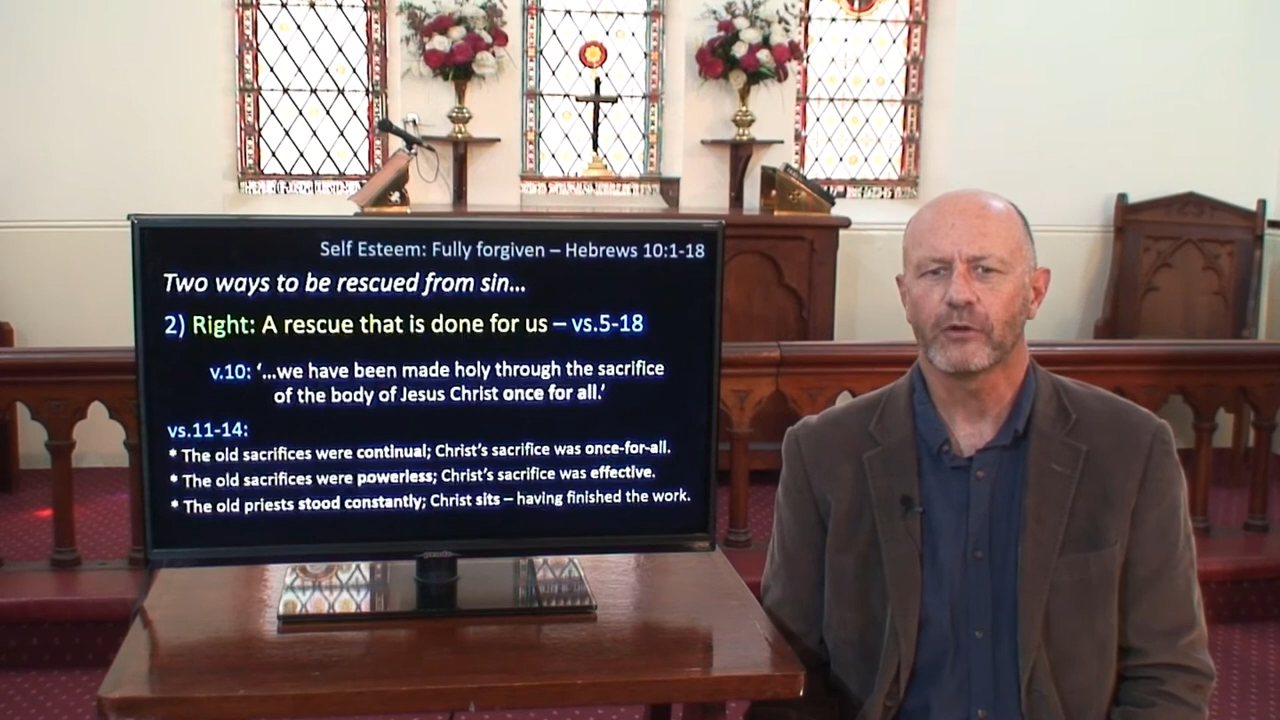 Self Esteem: Fully forgiven – Hebrews 10:1-18
Two ways to be rescued from sin...
2) Right: A rescue that is done for us – vs.5-18
v.10: ‘...we have been made holy through the sacrifice
of the body of Jesus Christ once for all.’
vs.11-14:
* The old sacrifices were continual; Christ’s sacrifice was once-for-all.
* The old sacrifices were powerless; Christ’s sacrifice was effective.
* The old priests stood constantly; Christ sits – having finished the work.